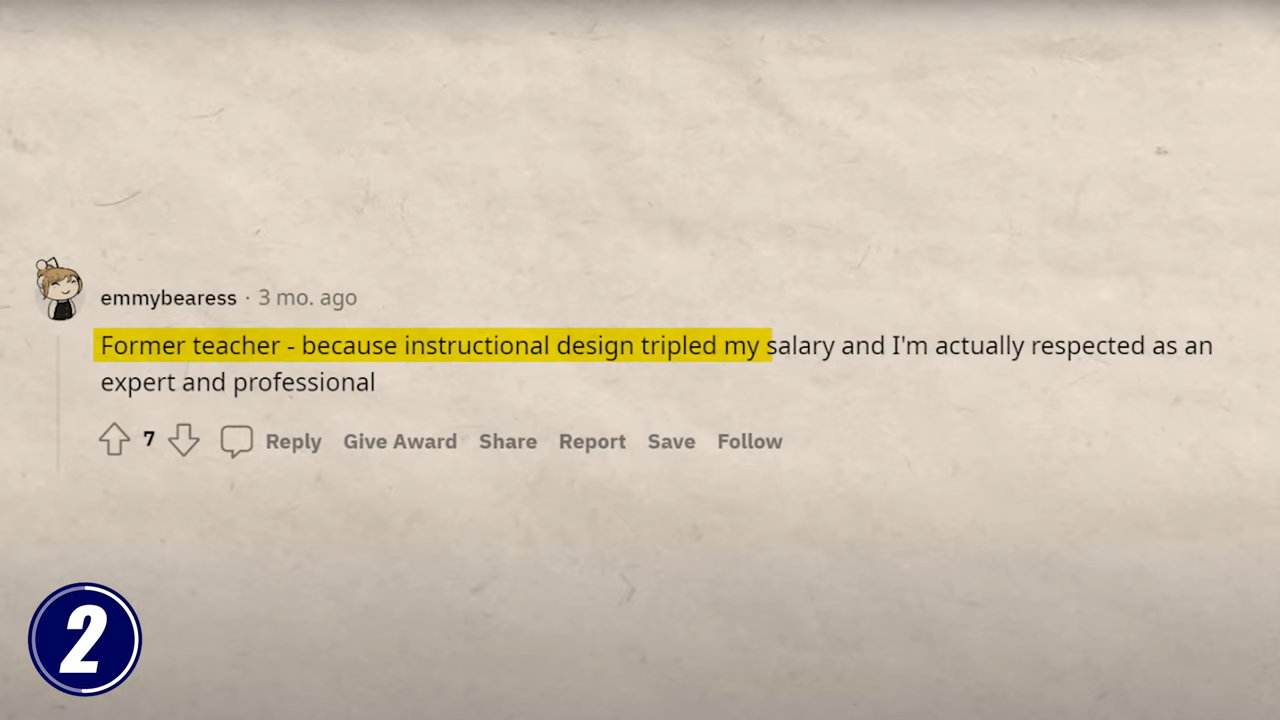 emmybearess · 3 mo. ago
Former teacher - because instructional design tripled my salary and I'm actually respected as an
expert and professional
7 Reply Give Award Share Report Save Follow
2